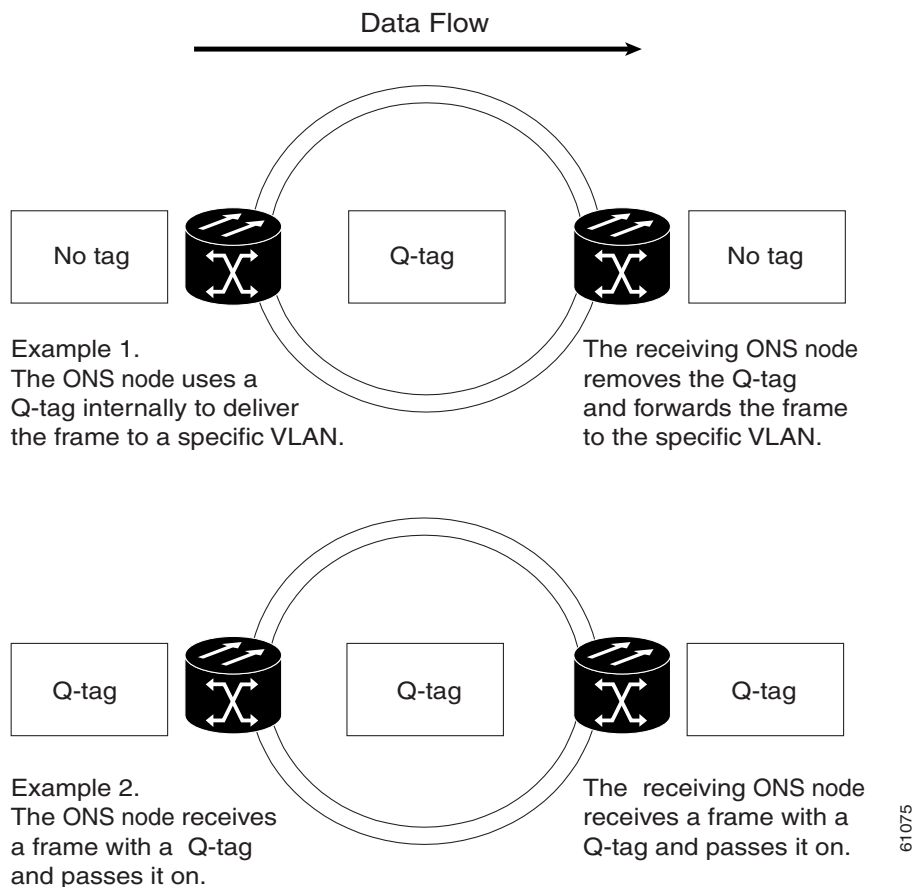 Data Flow
No tag
Q-tag
No tag
Example 1.
The ONS node uses a
Q-tag internally to deliver
the frame to a specific VLAN.
The receiving ONS node
removes the Q-tag
and forwards the frame
to the specific VLAN.
Q-tag
Q-tag
Q-tag
Example 2.
The ONS node receives
a frame with a Q-tag
and passes it on.
The receiving ONS node
receives a frame with a
Q-tag and passes it on.
61075